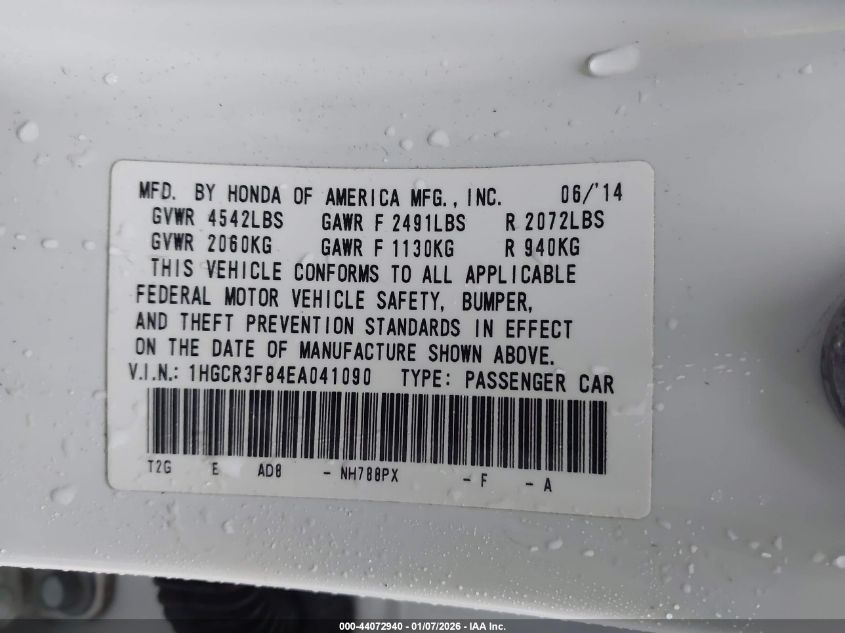 MFD. BY HONDA OF AMERICA MFG., INC. 06/'14
GVWR 4542LBS GAWR F 2491LBS R 2072LBS
GVWR 2060KG GAWR F 1130KG R 940KG
THIS VEHICLE CONFORMS TO ALL APPLICABLE
FEDERAL MOTOR VEHICLE SAFETY, BUMPER,
AND THEFT PREVENTION STANDARDS IN EFFECT
ON THE DATE OF MANUFACTURE SHOWN ABOVE.
V.I.N.: 1HGCR3F84EA041090 TYPE: PASSENGER CAR
T2G E AD8 - NH788PX - F - A
000-44072940 - 01/07/2026 - IAA Inc.